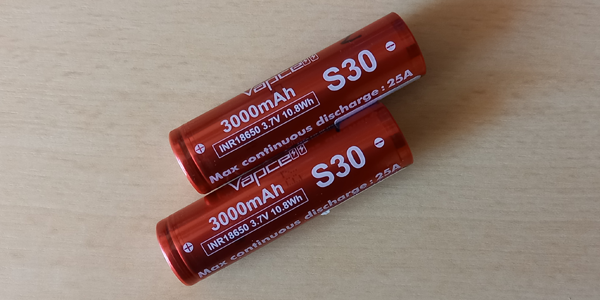 vapcell
S30
3000mAh
INR18650 3.7V 10.8Wh
Max continuous discharge : 25A
vapcell
S30
3000mAh
INR18650 3.7V 10.8Wh
Max continuous discharge : 25A